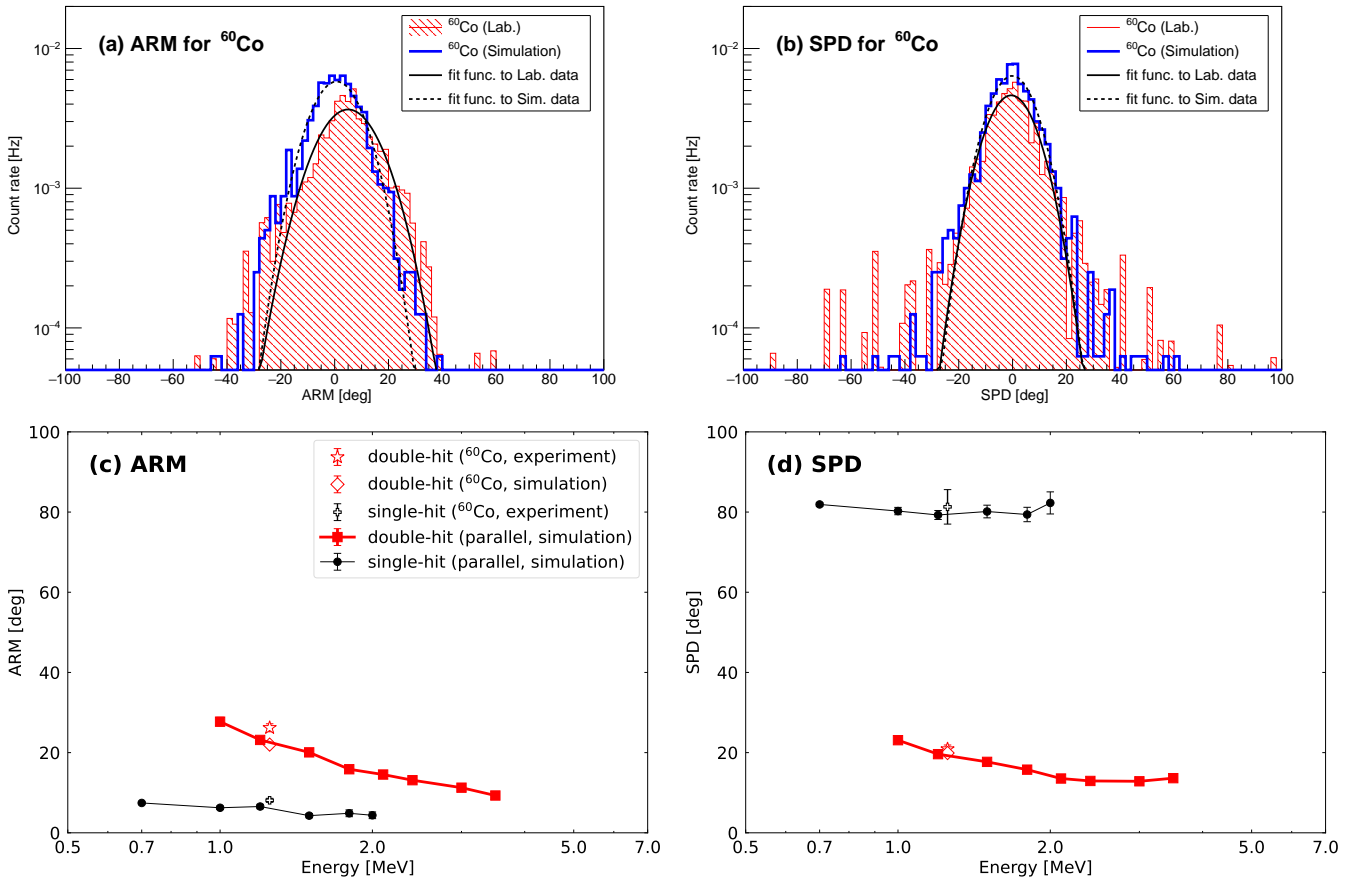 (a) ARM for ⁶⁰Co
⁶⁰Co (Lab.)
⁶⁰Co (Simulation)
fit func. to Lab. data
fit func. to Sim. data
Count rate [Hz]
10⁻²
10⁻³
10⁻⁴
−100 −80 −60 −40 −20 0 20 40 60 80 100
ARM [deg]
(b) SPD for ⁶⁰Co
⁶⁰Co (Lab.)
⁶⁰Co (Simulation)
fit func. to Lab. data
fit func. to Sim. data
Count rate [Hz]
10⁻²
10⁻³
10⁻⁴
−100 −80 −60 −40 −20 0 20 40 60 80 100
SPD [deg]
(c) ARM
double-hit (⁶⁰Co, experiment)
double-hit (⁶⁰Co, simulation)
single-hit (⁶⁰Co, experiment)
double-hit (parallel, simulation)
single-hit (parallel, simulation)
ARM [deg]
100
80
60
40
20
0
0.5 0.7 1.0 2.0 5.0 7.0
Energy [MeV]
(d) SPD
SPD [deg]
100
80
60
40
20
0
0.5 0.7 1.0 2.0 5.0 7.0
Energy [MeV]